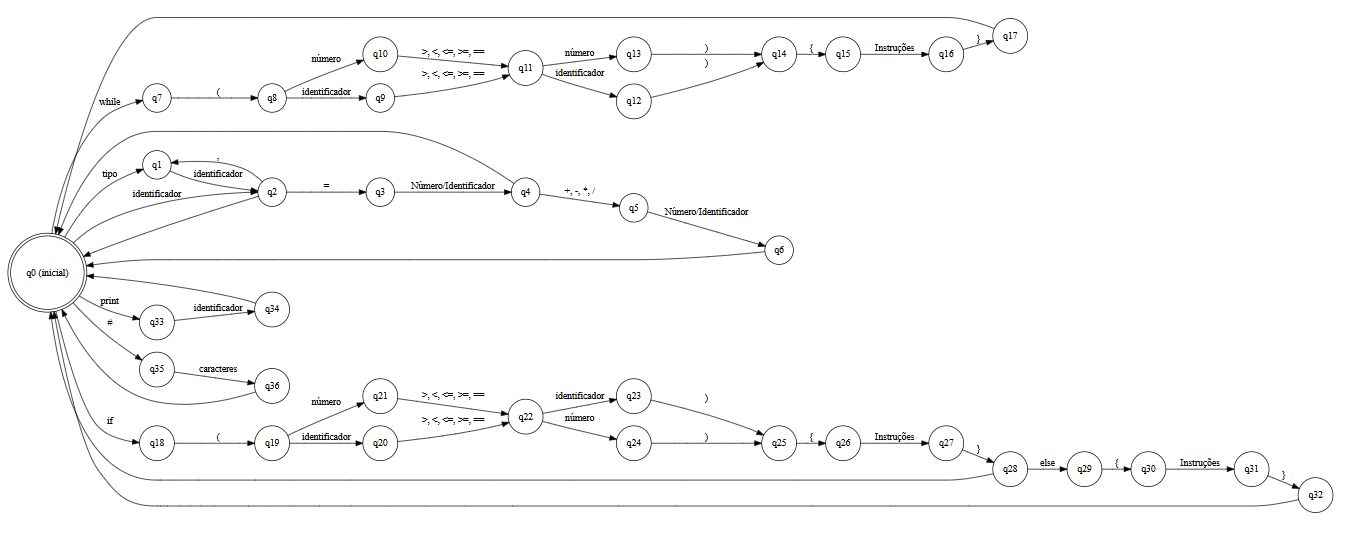 q17
número
q10
>, <, <=, >=, ==
número
q13
)
q14
{
q15
Instruções
q16
}
while
q7
(
q8
identificador
q9
>, <, <=, >=, ==
q11
identificador
q12
)
tipo
q1
,
identificador
identificador
q2
=
q3
Número/Identificador
q4
+, -, *, /
q5
Número/Identificador
q6
q0 (inicial)
print
q33
identificador
q34
#
q35
caracteres
q36
if
q18
(
q19
número
q21
>, <, <=, >=, ==
identificador
q20
>, <, <=, >=, ==
q22
identificador
q23
)
número
q24
)
q25
{
q26
Instruções
q27
}
q28
else
q29
{
q30
Instruções
q31
}
q32